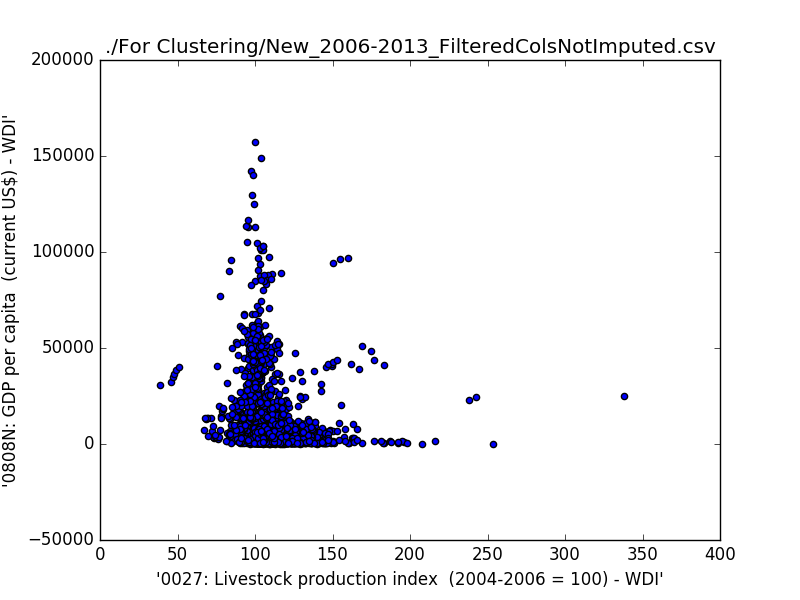 ./For Clustering/New_2006-2013_FilteredColsNotImputed.csv
200000
150000
100000
50000
0
−50000
'0808N: GDP per capita  (current US$) - WDI'
0 50 100 150 200 250 300 350 400
'0027: Livestock production index  (2004-2006 = 100) - WDI'